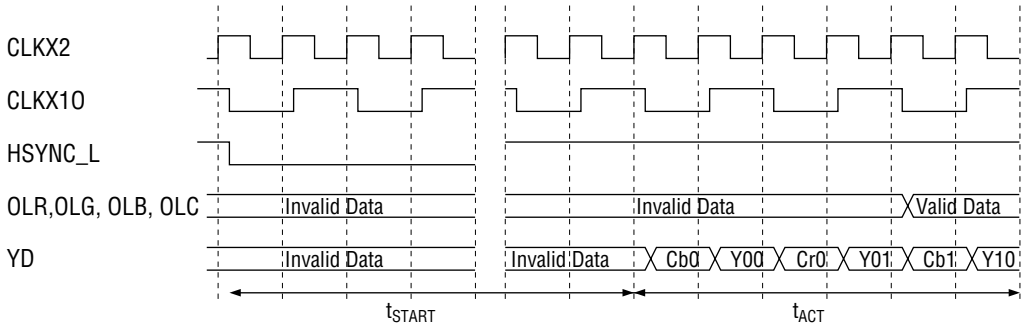 CLKX2
CLKX1O
HSYNC_L
OLR,OLG, OLB, OLC Invalid Data Invalid Data Valid Data
YD Invalid Data Invalid Data Cb0 Y00 Cr0 Y01 Cb1 Y10
tSTART tACT